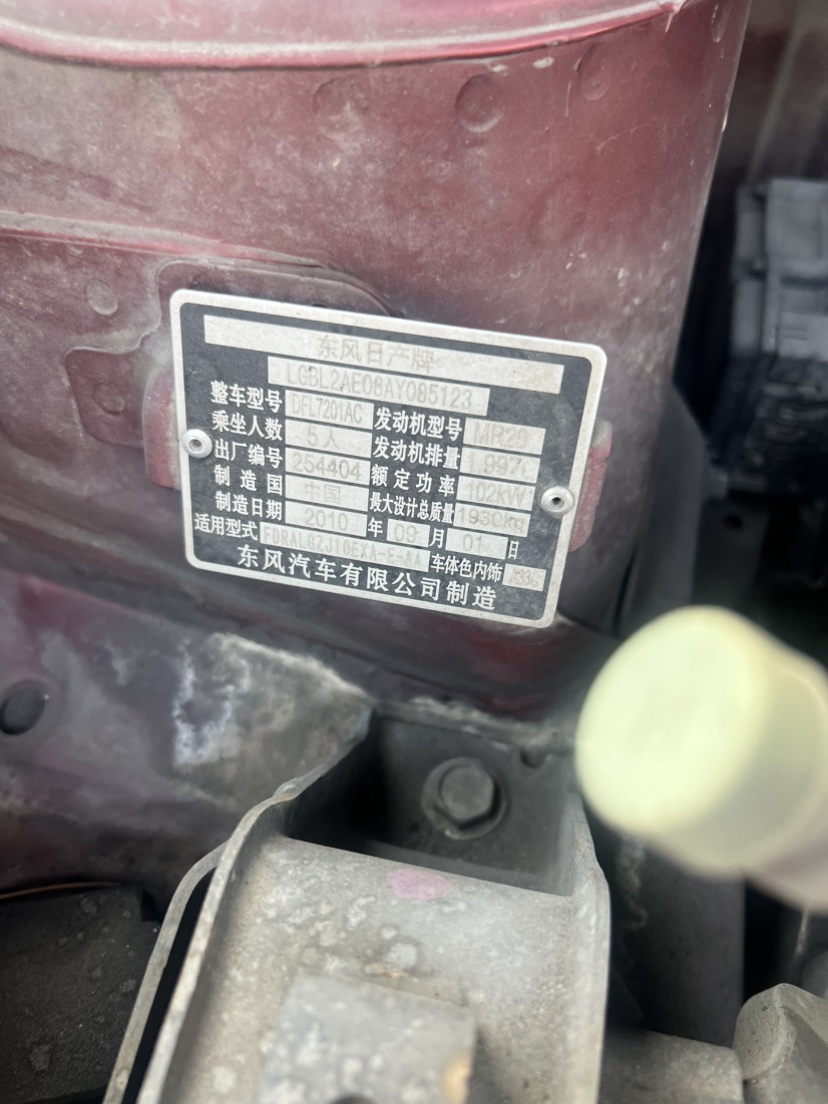 东风日产牌
LGBL2AE08AY085123
整车型号 DFL7201AC 发动机型号 MR20
乘坐人数 5人 发动机排量 1.997L
出厂编号 254404 额定功率 102kW
制造国 中国 最大设计总质量 1930kg
制造日期 2010 年 09 月 01 日
适用型式 车体色内饰
东风汽车有限公司制造